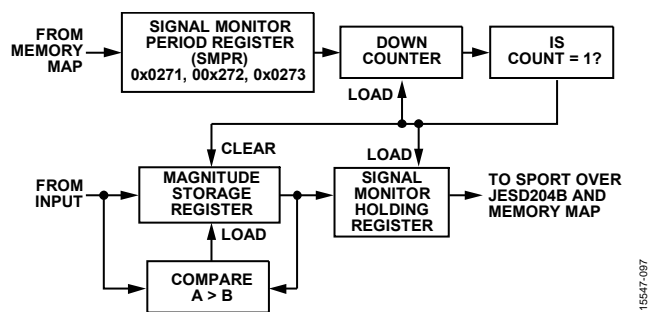 FROM
MEMORY
MAP
SIGNAL MONITOR
PERIOD REGISTER
(SMPR)
0x0271, 00x272, 0x0273
DOWN
COUNTER
IS
COUNT = 1?
LOAD
CLEAR
LOAD
FROM
INPUT
MAGNITUDE
STORAGE
REGISTER
SIGNAL
MONITOR
HOLDING
REGISTER
TO SPORT OVER
JESD204B AND
MEMORY MAP
LOAD
COMPARE
A > B
15547-097